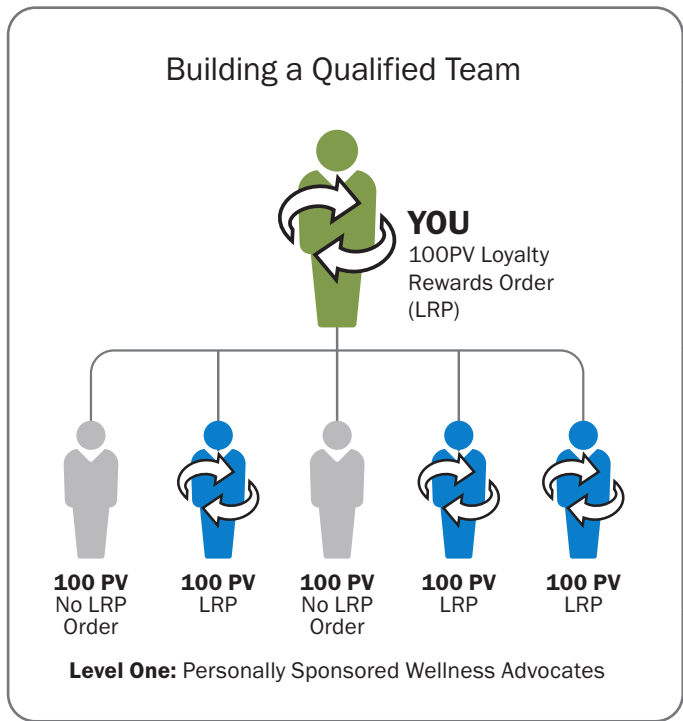 Building a Qualified Team
YOU
100PV Loyalty
Rewards Order
(LRP)
100 PV
No LRP
Order
100 PV
LRP
100 PV
No LRP
Order
100 PV
LRP
100 PV
LRP
Level One: Personally Sponsored Wellness Advocates